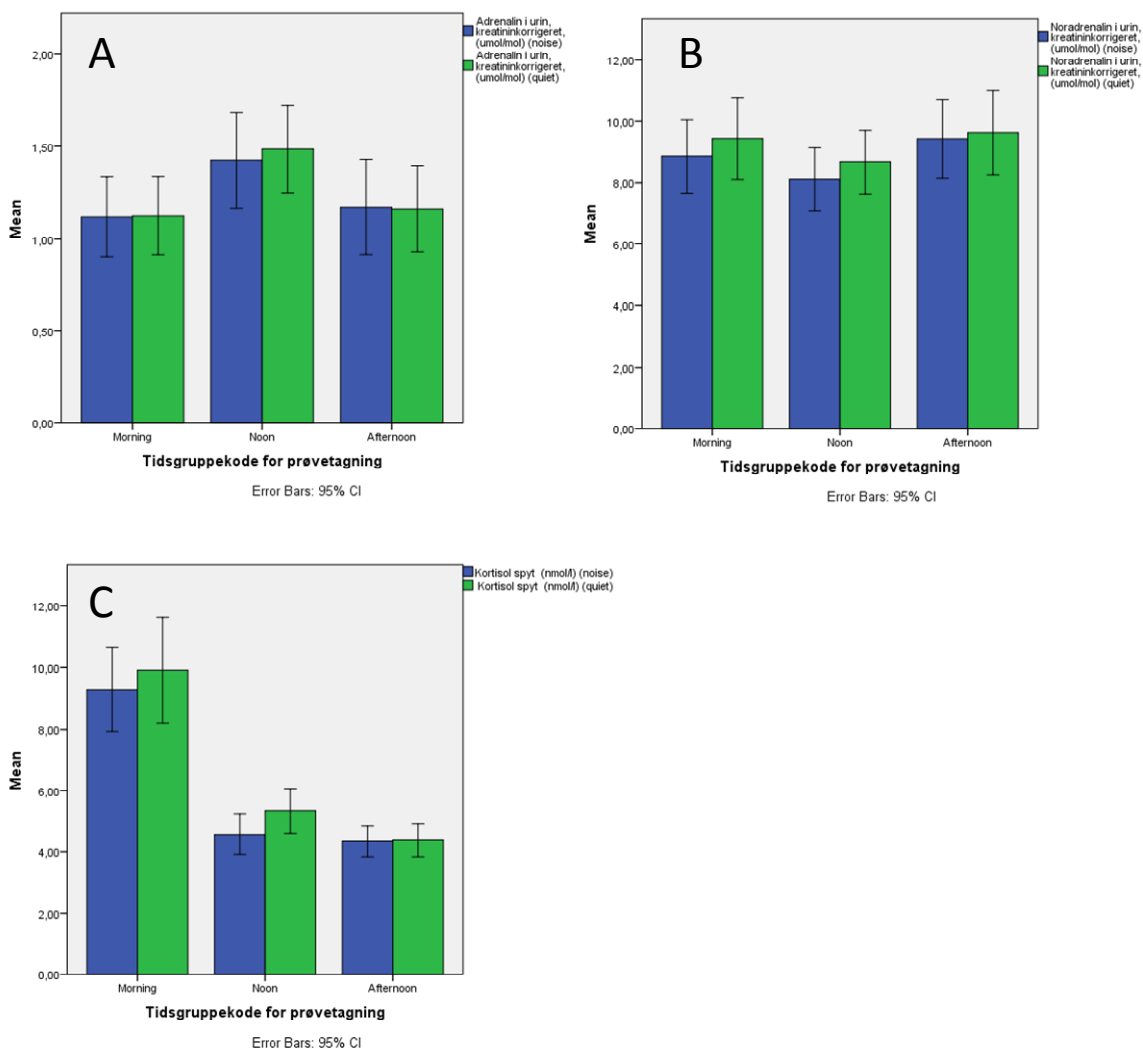 A
Adrenalin i urin,
kreatininkorrigeret,
(umol/mol) (noise)
Adrenalin i urin,
kreatininkorrigeret,
(umol/mol) (quiet)
2,00
1,50
1,00
0,50
0,00
Mean
Morning Noon Afternoon
Tidsgruppekode for prøvetagning
Error Bars: 95% CI
B
Noradrenalin i urin,
kreatininkorrigeret,
(umol/mol) (noise)
Noradrenalin i urin,
kreatininkorrigeret,
(umol/mol) (quiet)
12,00
10,00
8,00
6,00
4,00
2,00
0,00
Mean
Morning Noon Afternoon
Tidsgruppekode for prøvetagning
Error Bars: 95% CI
C
Kortisol spyt (nmol/l) (noise)
Kortisol spyt (nmol/l) (quiet)
12,00
10,00
8,00
6,00
4,00
2,00
0,00
Mean
Morning Noon Afternoon
Tidsgruppekode for prøvetagning
Error Bars: 95% CI